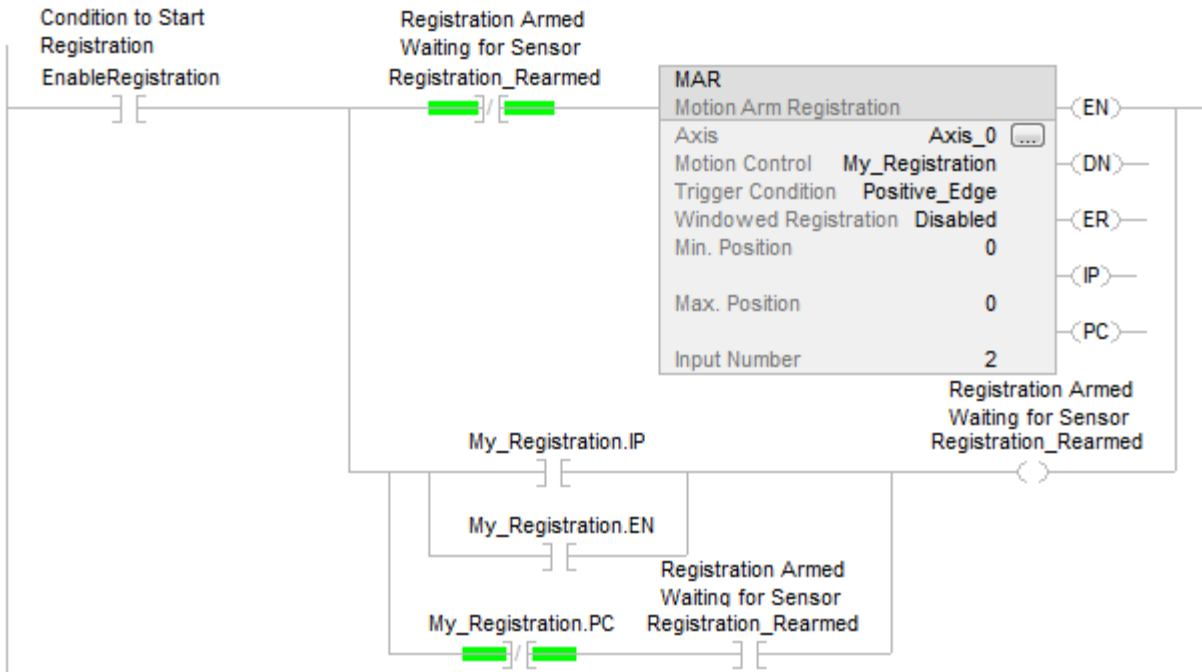 Condition to Start
Registration
EnableRegistration
Registration Armed
Waiting for Sensor
Registration_Rearmed
MAR
Motion Arm Registration
Axis Axis_0 ...
Motion Control My_Registration
Trigger Condition Positive_Edge
Windowed Registration Disabled
Min. Position 0
Max. Position 0
Input Number 2
EN
DN
ER
IP
PC
Registration Armed
Waiting for Sensor
Registration_Rearmed
My_Registration.IP
My_Registration.EN
Registration Armed
Waiting for Sensor
My_Registration.PC Registration_Rearmed